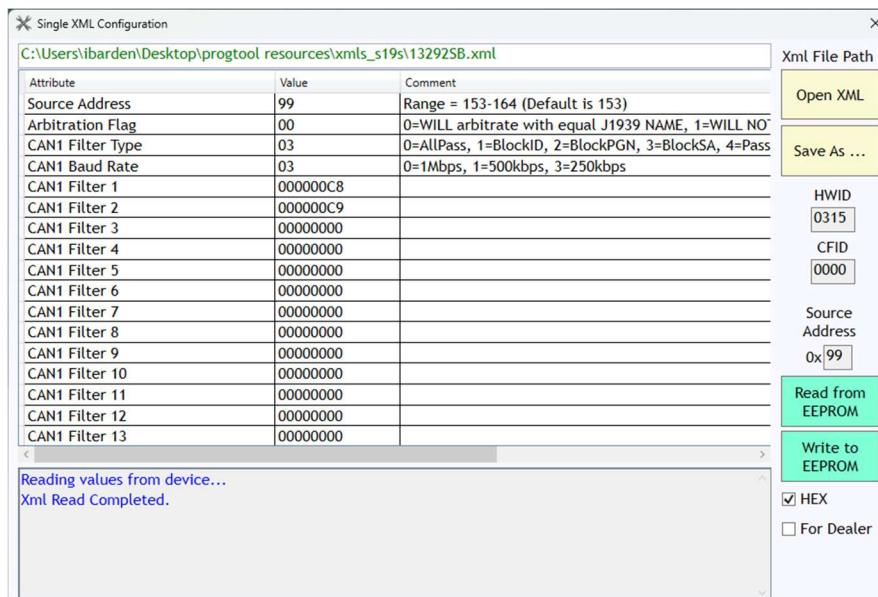 Single XML Configuration
C:\Users\ibarden\Desktop\progtool resources\xmls_s19s\13292SB.xml
Attribute Value Comment
Source Address 99 Range = 153-164 (Default is 153)
Arbitration Flag 00 0=WILL arbitrate with equal J1939 NAME, 1=WILL NO
CAN1 Filter Type 03 0=AllPass, 1=BlockID, 2=BlockPGN, 3=BlockSA, 4=Pass
CAN1 Baud Rate 03 0=1Mbps, 1=500kbps, 3=250kbps
CAN1 Filter 1 000000C8
CAN1 Filter 2 000000C9
CAN1 Filter 3 00000000
CAN1 Filter 4 00000000
CAN1 Filter 5 00000000
CAN1 Filter 6 00000000
CAN1 Filter 7 00000000
CAN1 Filter 8 00000000
CAN1 Filter 9 00000000
CAN1 Filter 10 00000000
CAN1 Filter 11 00000000
CAN1 Filter 12 00000000
CAN1 Filter 13 00000000
Reading values from device...
Xml Read Completed.
Xml File Path
Open XML
Save As ...
HWID
0315
CFID
0000
Source
Address
0x 99
Read from
EEPROM
Write to
EEPROM
HEX
For Dealer